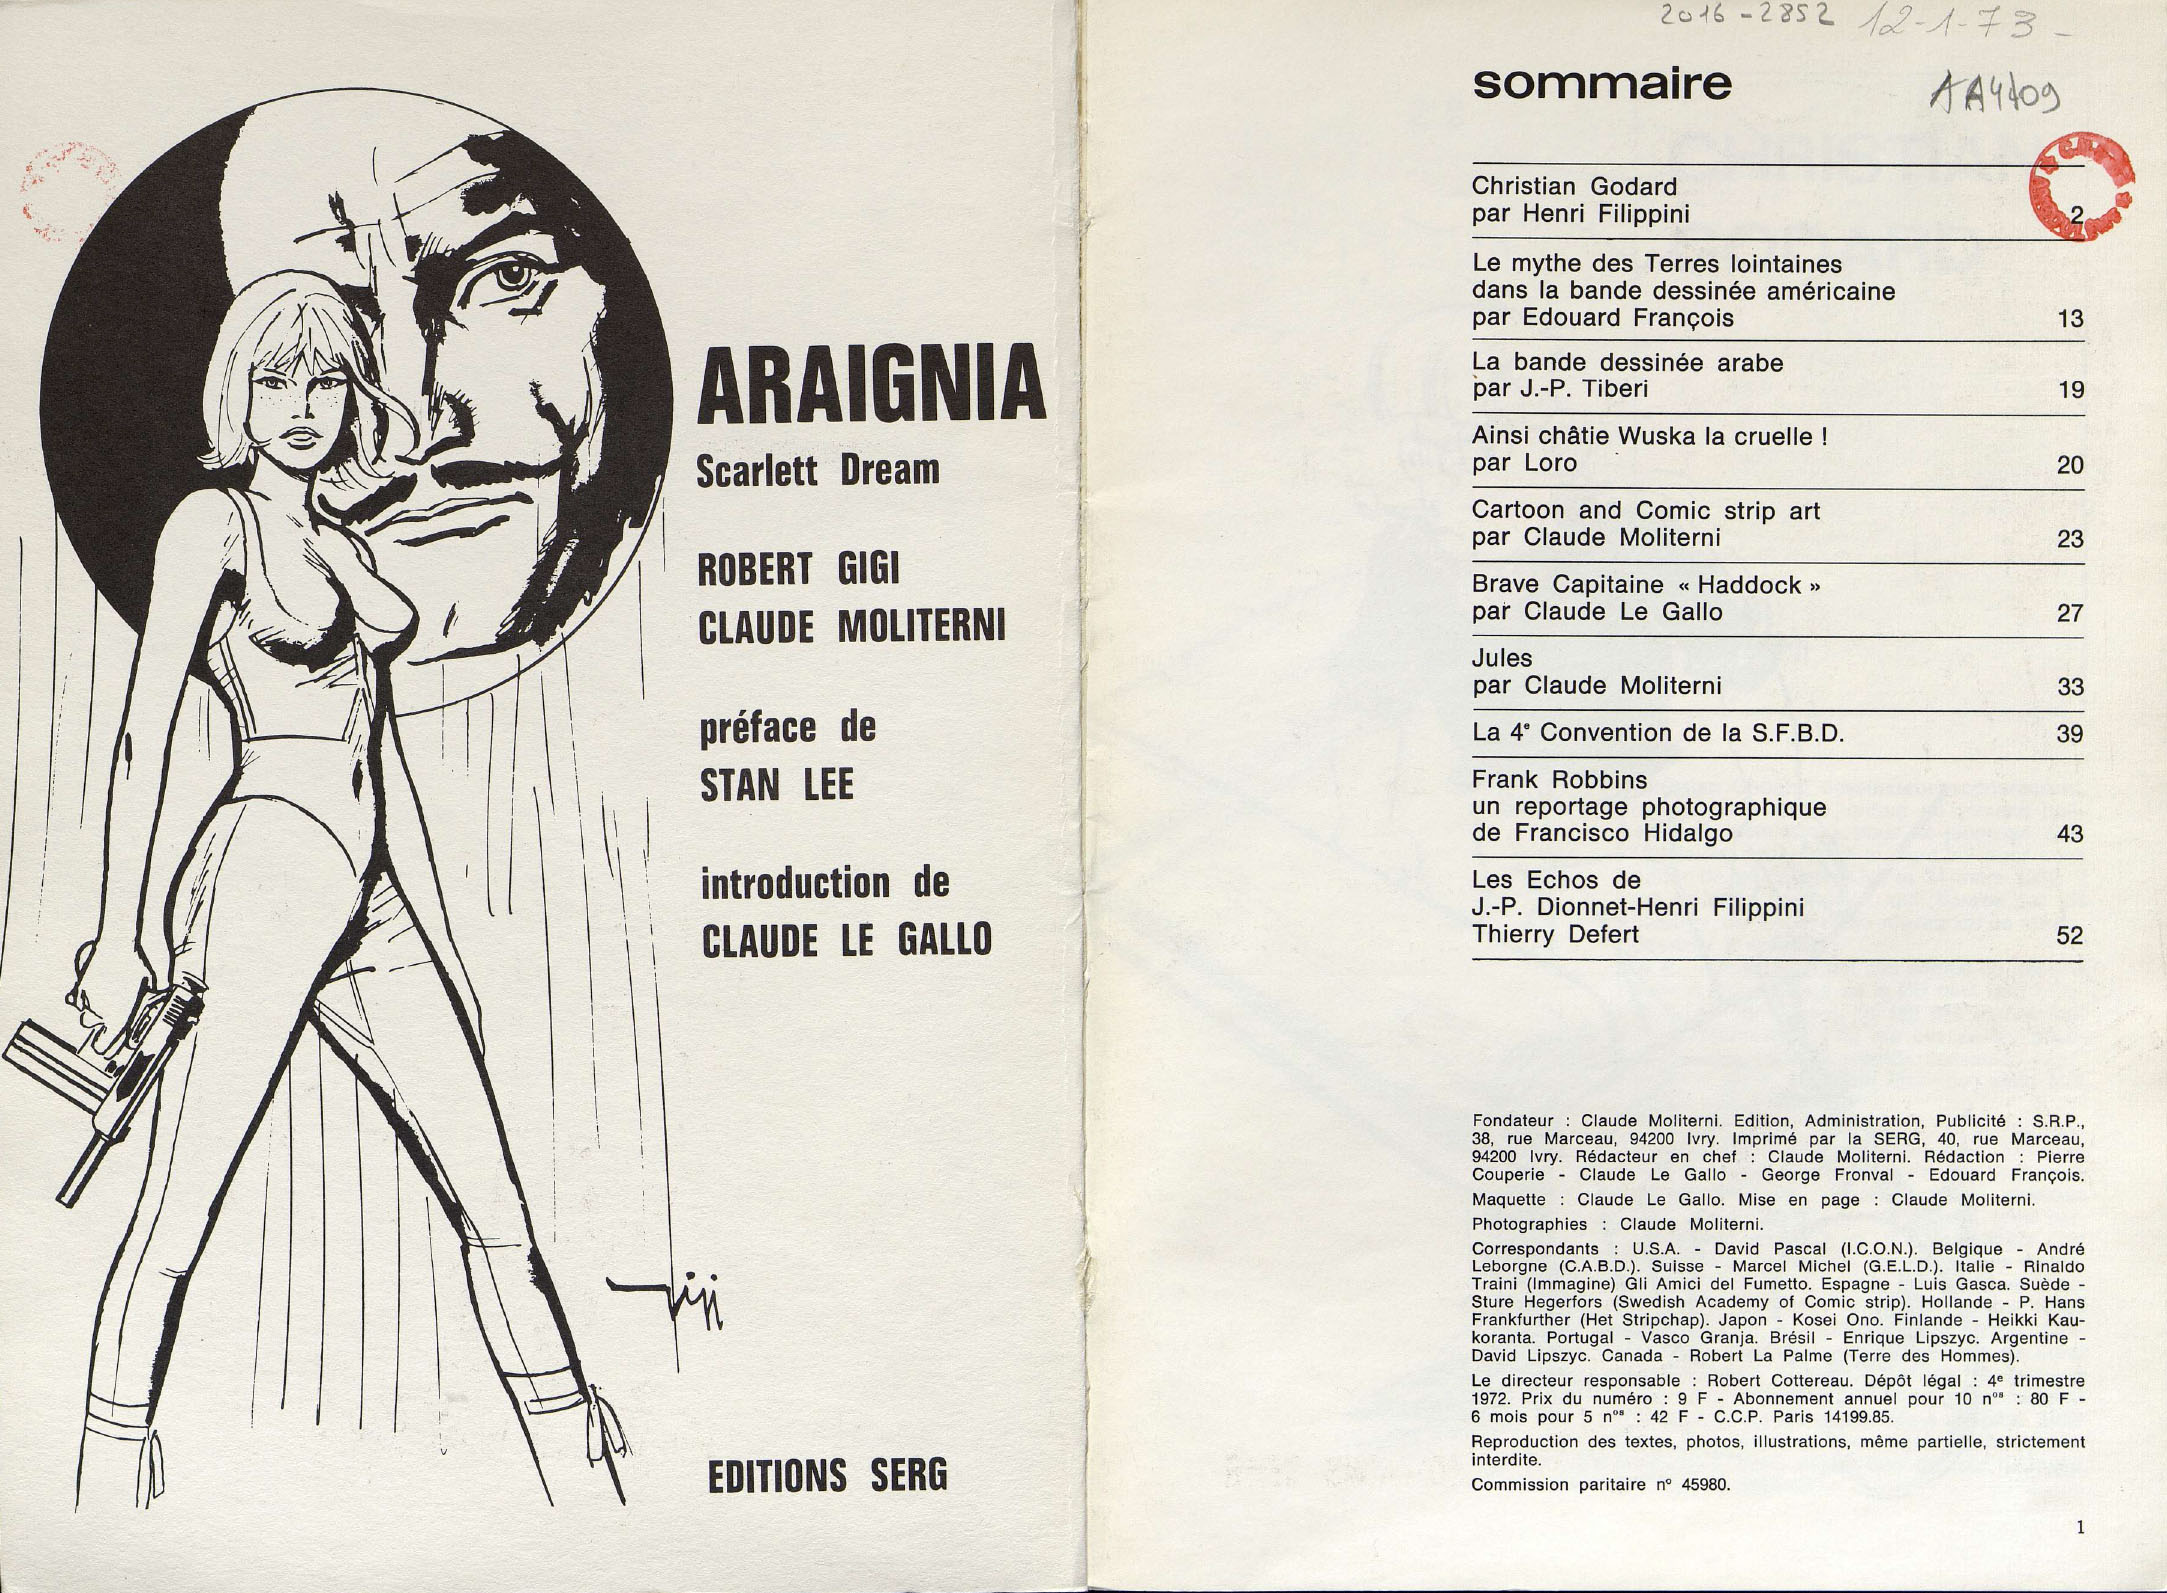 ARAIGNIA
Scarlett Dream
ROBERT GIGI
CLAUDE MOLITERNI
préface de
STAN LEE
introduction de
CLAUDE LE GALLO
gigi
EDITIONS SERG
2016-2852 12-1-73-
sommaire
Christian Godard
par Henri Filippini 2
Le mythe des Terres lointaines
dans la bande dessinée américaine
par Edouard François 13
La bande dessinée arabe
par J.-P. Tiberi 19
Ainsi châtie Wuska la cruelle !
par Loro 20
Cartoon and Comic strip art
par Claude Moliterni 23
Brave Capitaine « Haddock »
par Claude Le Gallo 27
Jules
par Claude Moliterni 33
La 4e Convention de la S.F.B.D. 39
Frank Robbins
un reportage photographique
de Francisco Hidalgo 43
Les Echos de
J.-P. Dionnet-Henri Filippini
Thierry Defert 52
Fondateur : Claude Moliterni. Edition, Administration, Publicité : S.R.P.,
38, rue Marceau, 94200 Ivry. Imprimé par la SERG, 40, rue Marceau,
94200 Ivry. Rédacteur en chef : Claude Moliterni. Rédaction : Pierre
Couperie - Claude Le Gallo - George Fronval - Edouard François.
Maquette : Claude Le Gallo. Mise en page : Claude Moliterni.
Photographies : Claude Moliterni.
Correspondants : U.S.A. - David Pascal (I.C.O.N.). Belgique - André
Leborgne (C.A.B.D.). Suisse - Marcel Michel (G.E.L.D.). Italie - Rinaldo
Traini (Immagine) Gli Amici del Fumetto. Espagne - Luis Gasca. Suède -
Sture Hegerfors (Swedish Academy of Comic strip). Hollande - P. Hans
Frankfurther (Het Stripchap). Japon - Kosei Ono. Finlande - Heikki Kau-
koranta. Portugal - Vasco Granja. Brésil - Enrique Lipszyc. Argentine -
David Lipszyc. Canada - Robert La Palme (Terre des Hommes).
Le directeur responsable : Robert Cottereau. Dépôt légal : 4e trimestre
1972. Prix du numéro : 9 F - Abonnement annuel pour 10 nos : 80 F -
6 mois pour 5 nos : 42 F - C.C.P. Paris 14199.85.
Reproduction des textes, photos, illustrations, même partielle, strictement
interdite.
Commission paritaire n° 45980.
1